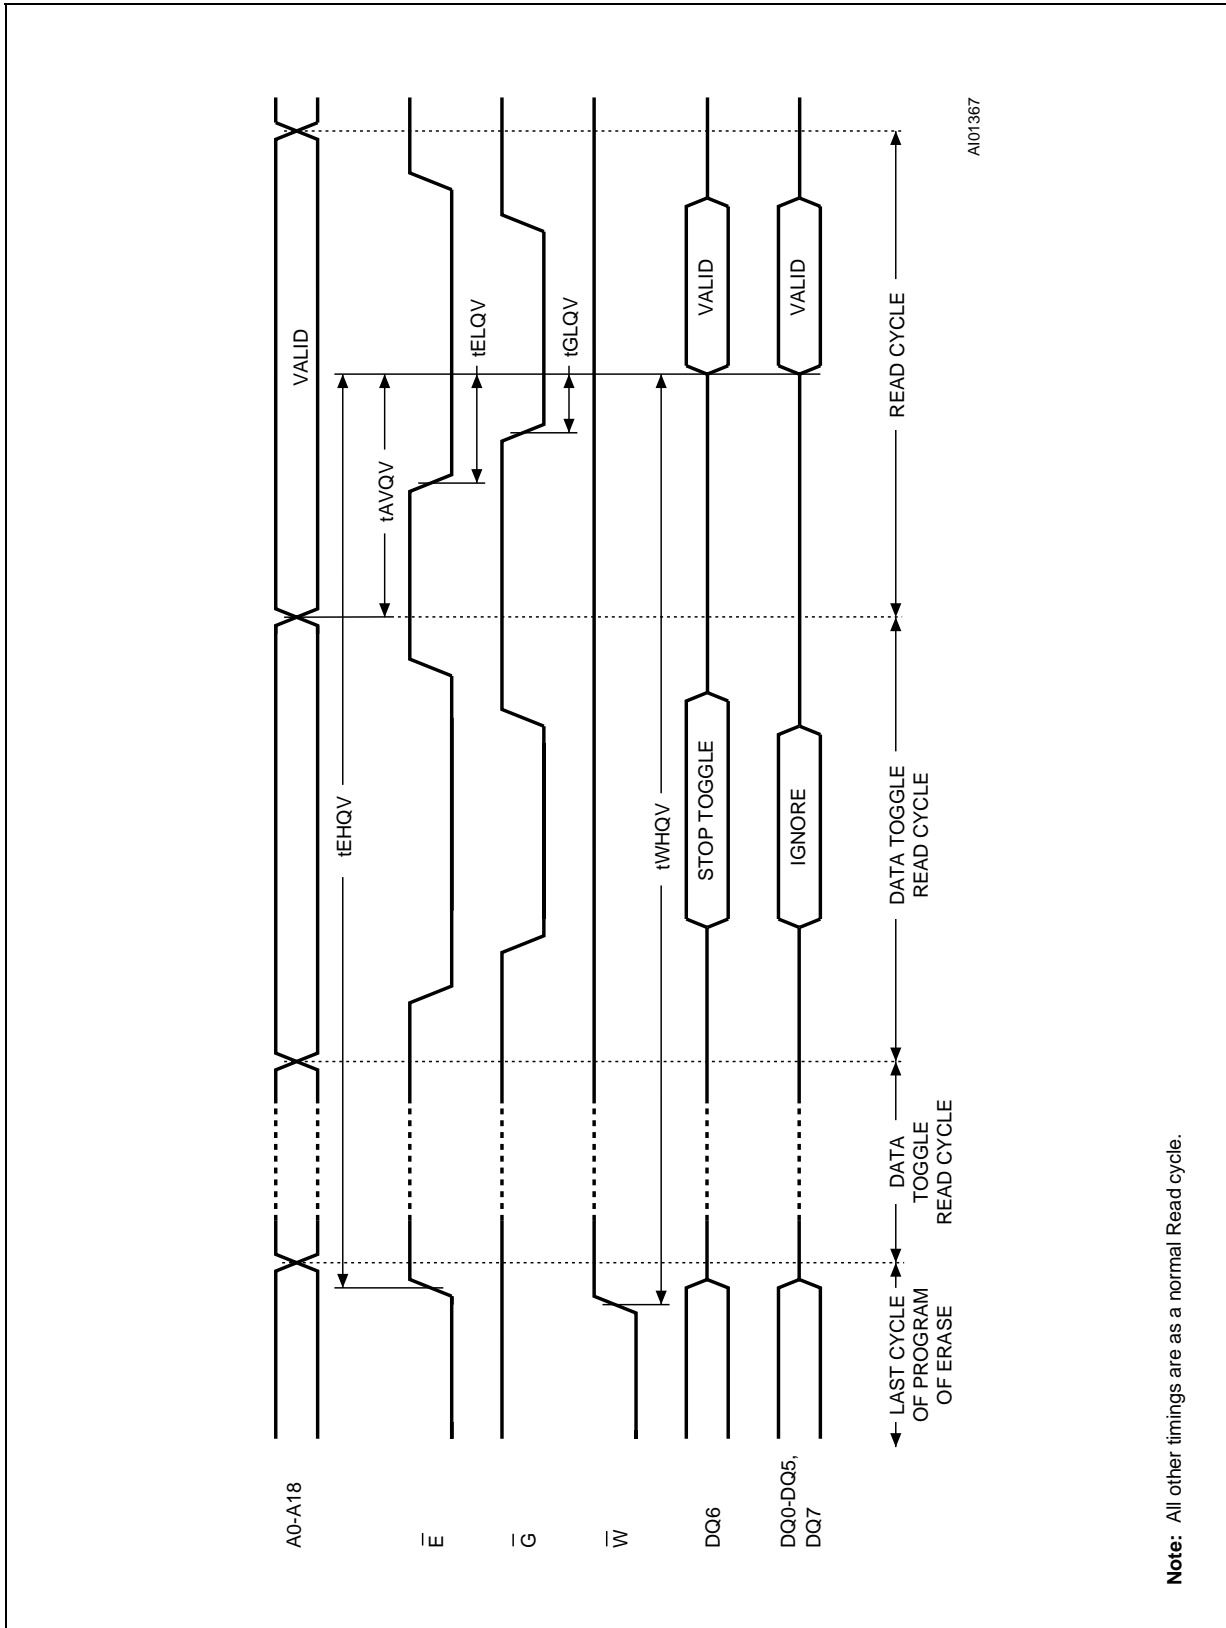 A0-A18
VALID
tEHQV
tAVQV
E
tELQV
G
tGLQV
W
tWHQV
DQ6
STOP TOGGLE
VALID
DQ0-DQ5,
DQ7
IGNORE
VALID
LAST CYCLE
OF PROGRAM
OF ERASE
DATA
TOGGLE
READ CYCLE
DATA TOGGLE
READ CYCLE
READ CYCLE
AI01367
Note: All other timings are as a normal Read cycle.